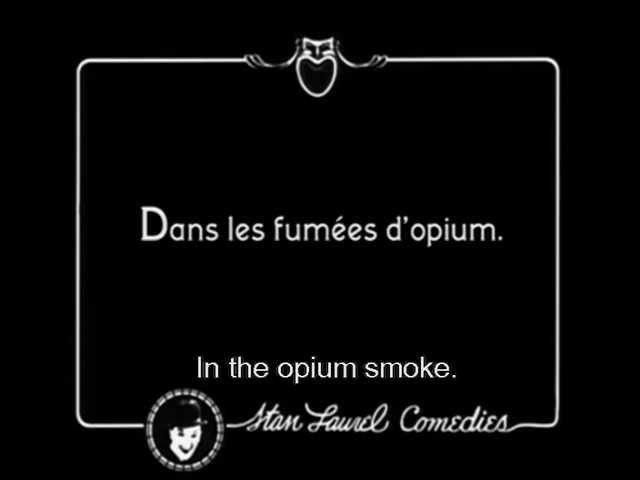 Dans les fumées d'opium.
In the opium smoke.
Stan Laurel Comedies